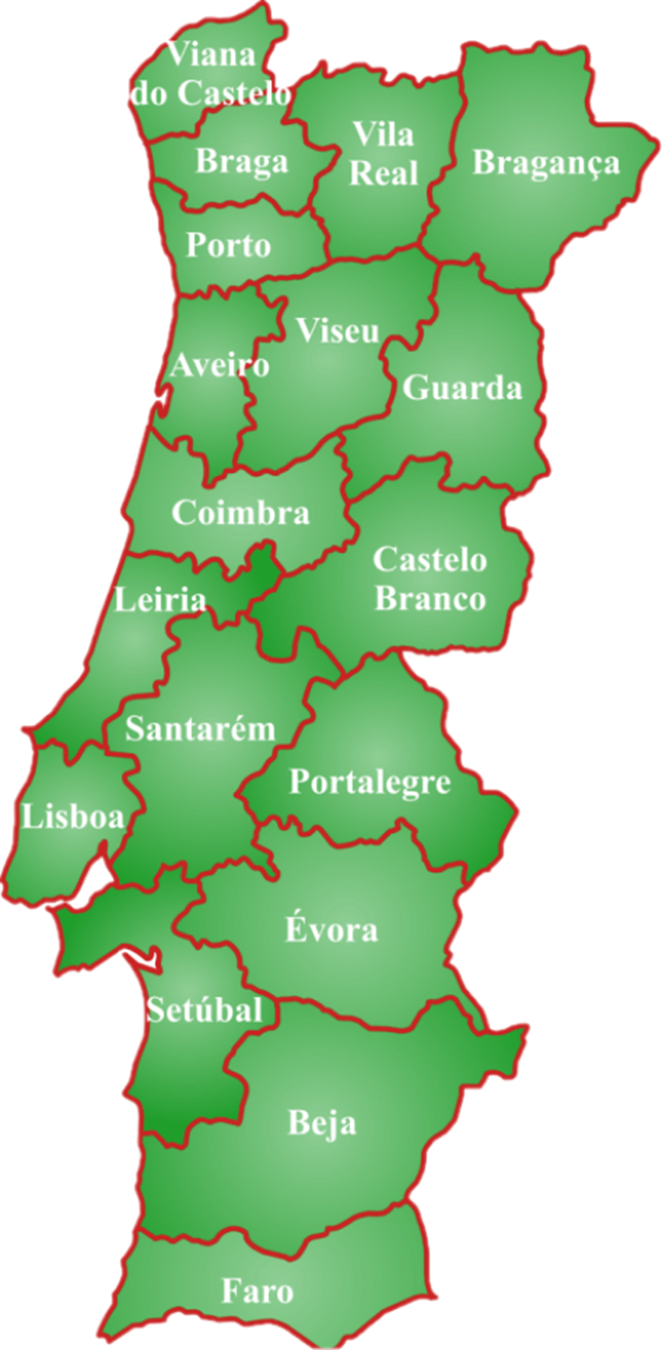 Viana
do Castelo
Vila
Real
Bragança
Braga
Porto
Viseu
Aveiro
Guarda
Coimbra
Castelo
Branco
Leiria
Santarém
Portalegre
Lisboa
Évora
Setúbal
Beja
Faro